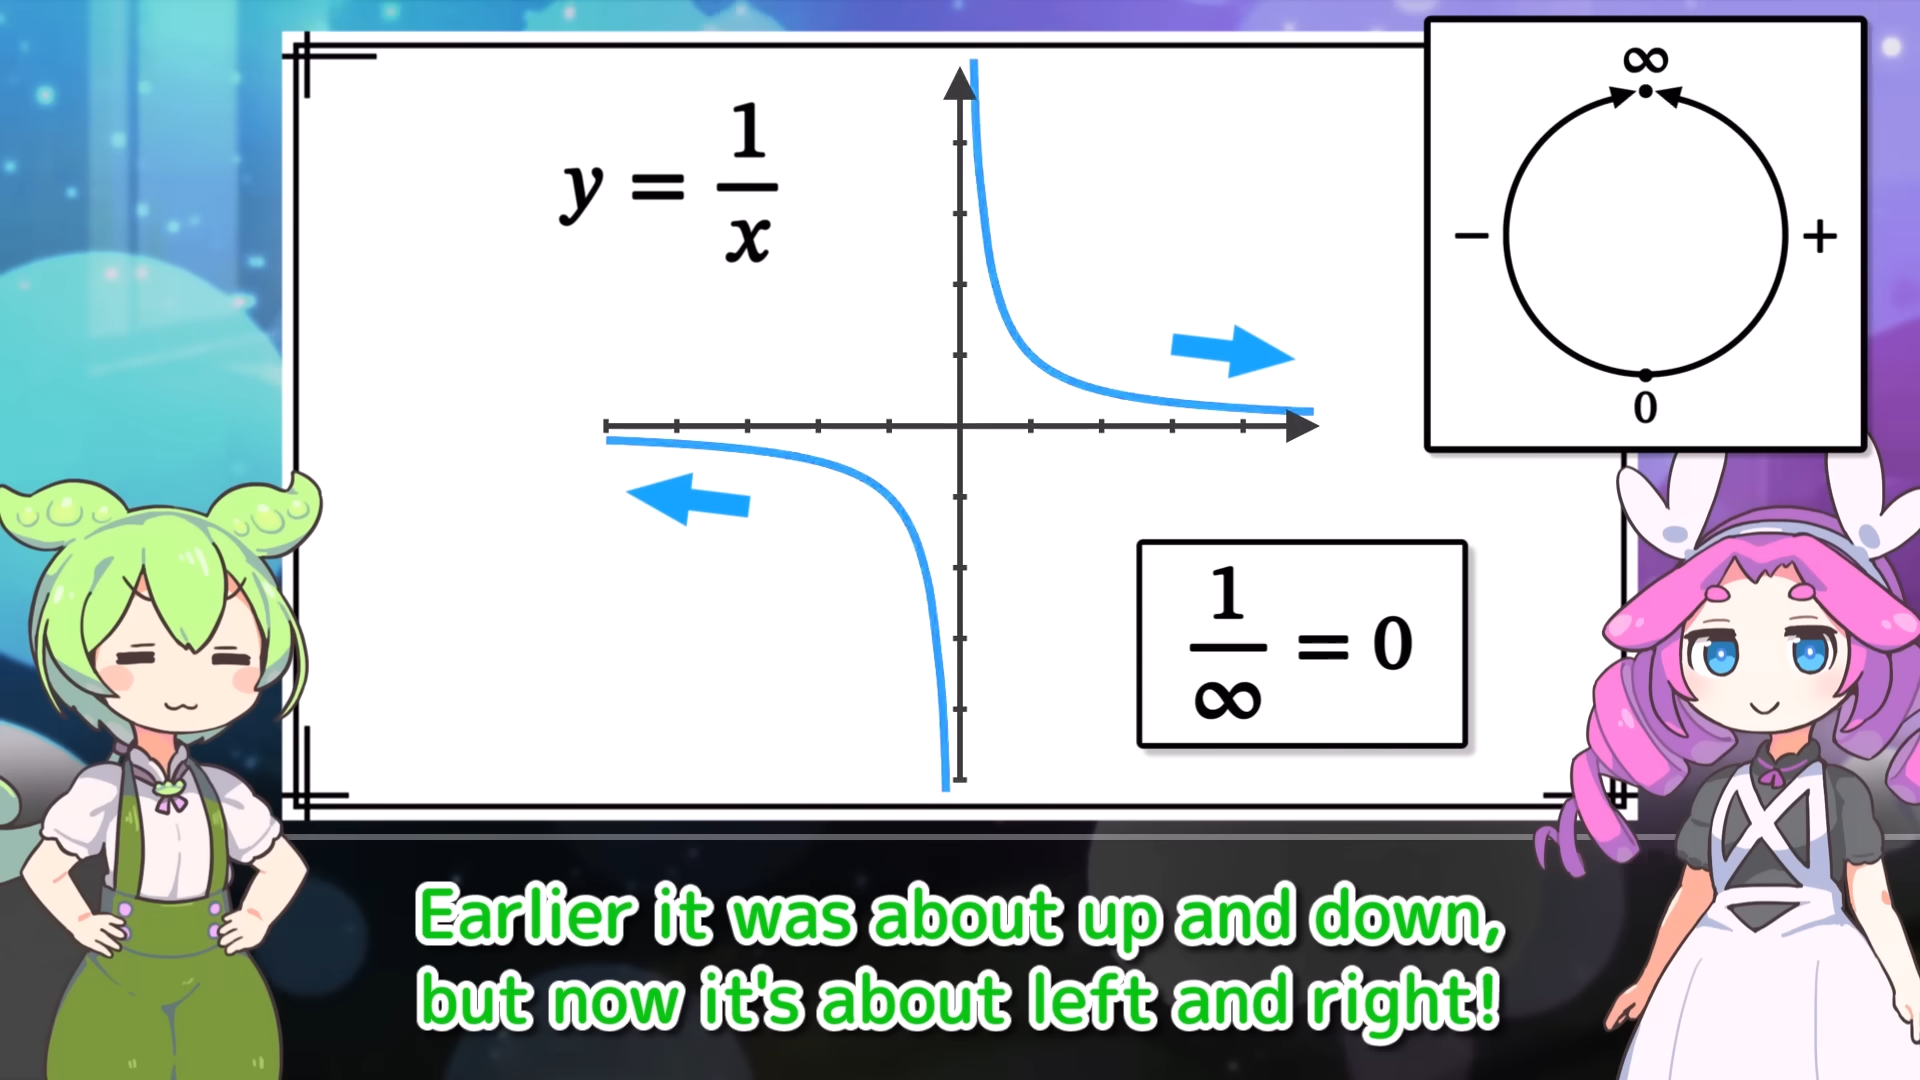 y = 1/x
∞
− +
0
1/∞ = 0
Earlier it was about up and down,
but now it's about left and right!